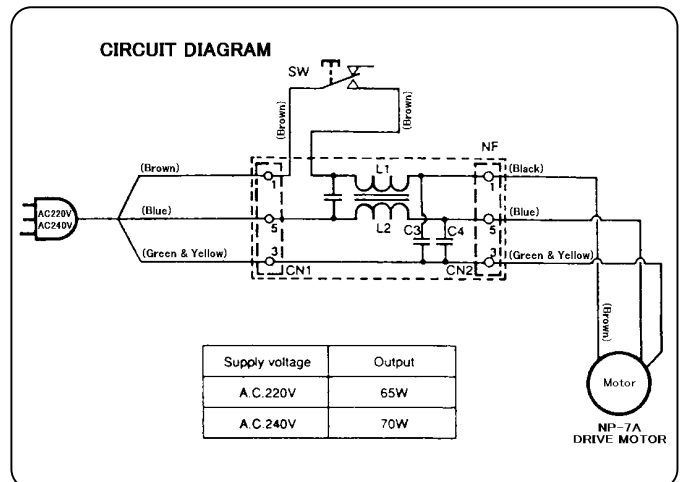 CIRCUIT DIAGRAM
SW
(Brown)
(Brown)
NF
(Brown)
L1
(Black)
1
1
AC220V
AC240V
(Blue)
(Blue)
5
L2
C3
C4
5
(Green & Yellow)
3
3
(Green & Yellow)
CN1
CN2
(Brown)
Supply voltage Output
A.C.220V 65W
A.C.240V 70W
Motor
NP-7A
DRIVE MOTOR